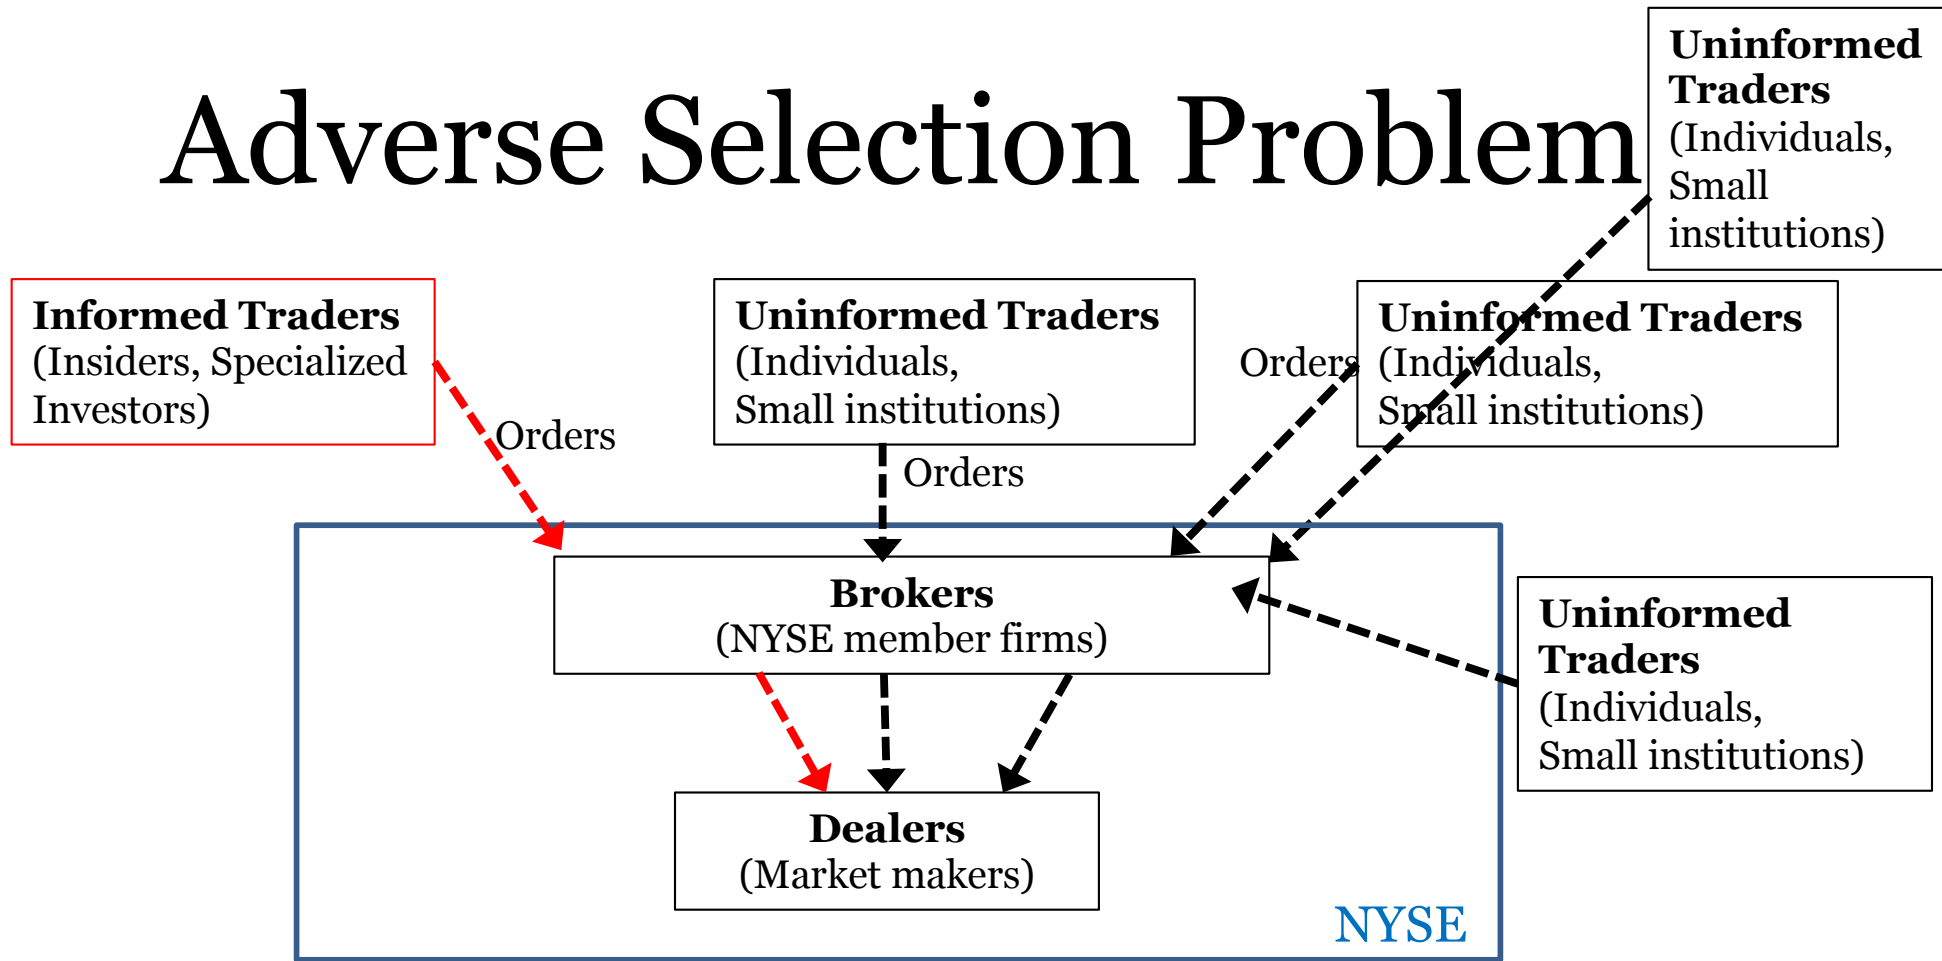 Adverse Selection Problem
Uninformed
Traders
(Individuals,
Small
institutions)
Informed Traders
(Insiders, Specialized
Investors)
Orders
Uninformed Traders
(Individuals,
Small institutions)
Orders
Orders
Uninformed Traders
(Individuals,
Small institutions)
Brokers
(NYSE member firms)
Uninformed
Traders
(Individuals,
Small institutions)
Dealers
(Market makers)
NYSE